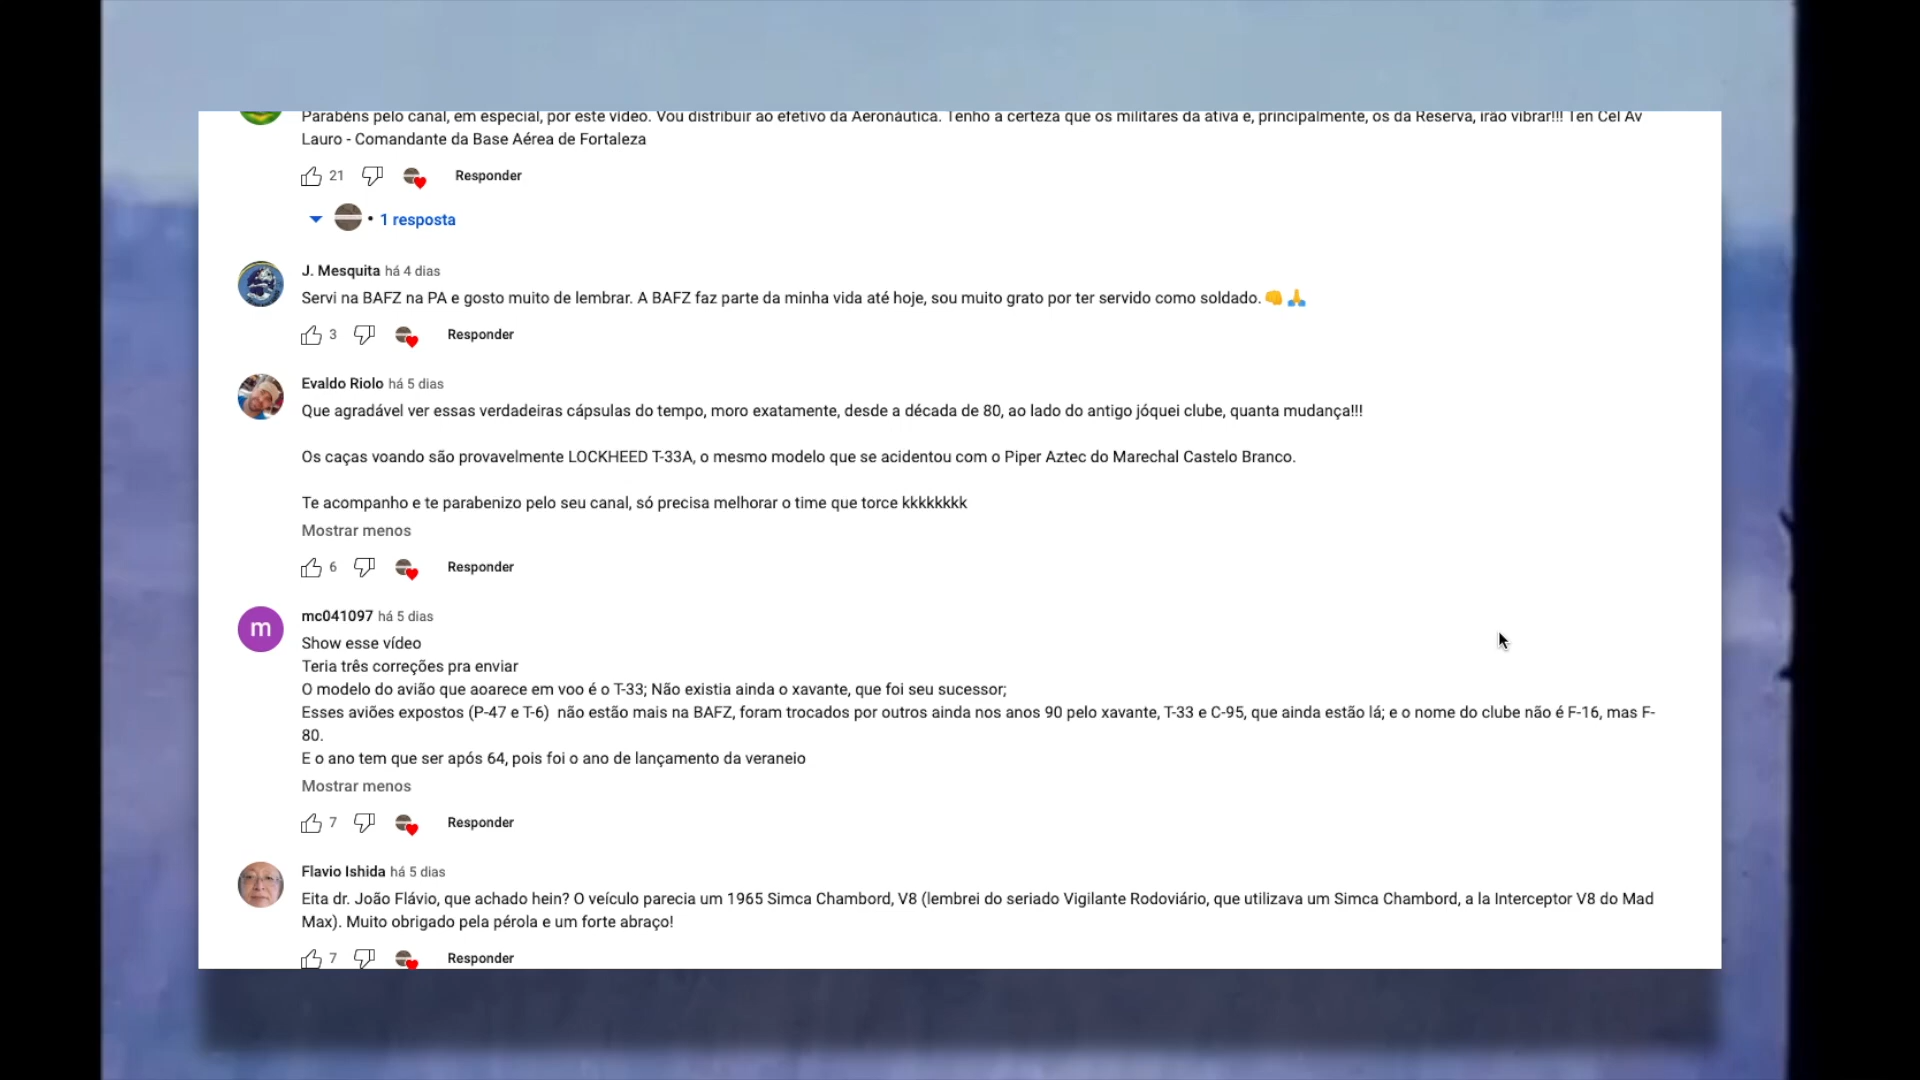 Parabéns pelo canal, em especial, por este vídeo. Vou distribuir ao efetivo da Aeronáutica. Tenho a certeza que os militares da ativa e, principalmente, os da Reserva, irão vibrar!!! Ten Cel Av
Lauro - Comandante da Base Aérea de Fortaleza
21 Responder
• 1 resposta
J. Mesquita há 4 dias
Servi na BAFZ na PA e gosto muito de lembrar. A BAFZ faz parte da minha vida até hoje, sou muito grato por ter servido como soldado. 👊🙏
3 Responder
Evaldo Riolo há 5 dias
Que agradável ver essas verdadeiras cápsulas do tempo, moro exatamente, desde a década de 80, ao lado do antigo jóquei clube, quanta mudança!!!
Os caças voando são provavelmente LOCKHEED T-33A, o mesmo modelo que se acidentou com o Piper Aztec do Marechal Castelo Branco.
Te acompanho e te parabenizo pelo seu canal, só precisa melhorar o time que torce kkkkkkkk
Mostrar menos
6 Responder
m
mc041097 há 5 dias
Show esse vídeo
Teria três correções pra enviar
O modelo do avião que aoarece em voo é o T-33; Não existia ainda o xavante, que foi seu sucessor;
Esses aviões expostos (P-47 e T-6)  não estão mais na BAFZ, foram trocados por outros ainda nos anos 90 pelo xavante, T-33 e C-95, que ainda estão lá; e o nome do clube não é F-16, mas F-
80.
E o ano tem que ser após 64, pois foi o ano de lançamento da veraneio
Mostrar menos
7 Responder
Flavio Ishida há 5 dias
Eita dr. João Flávio, que achado hein? O veículo parecia um 1965 Simca Chambord, V8 (lembrei do seriado Vigilante Rodoviário, que utilizava um Simca Chambord, a la Interceptor V8 do Mad
Max). Muito obrigado pela pérola e um forte abraço!
7 Responder